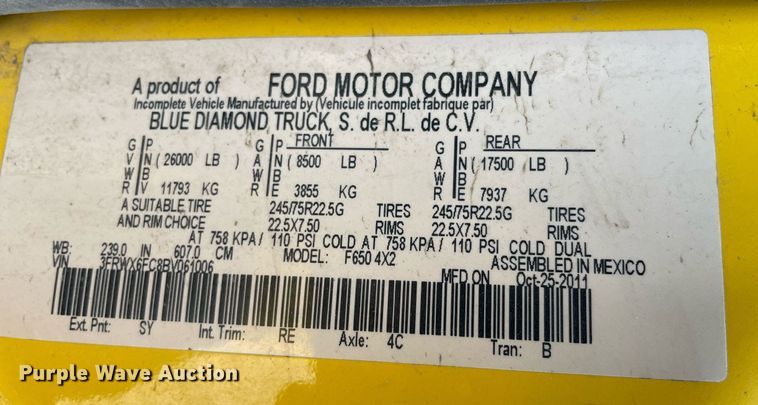 A product of FORD MOTOR COMPANY
Incomplete Vehicle Manufactured by (Vehicule incomplet fabrique par)
BLUE DIAMOND TRUCK, S. de R.L. de C.V.
G P FRONT G P REAR G P
V N (26000 LB) A N (8500 LB) A N (17500 LB)
W B W B W B
R V 11793 KG R E 3855 KG R E 7937 KG
A SUITABLE TIRE 245/75R22.5G TIRES 245/75R22.5G TIRES
AND RIM CHOICE 22.5X7.50 RIMS 22.5X7.50 RIMS
AT 758 KPA/ 110 PSI COLD AT 758 KPA/ 110 PSI COLD DUAL
WB: 239.0 IN 607.0 CM MODEL: F650 4X2 ASSEMBLED IN MEXICO
VIN 3FRWX6FC8BV061006 MFD ON Oct-25-2011
Ext. Pnt: SY Int. Trim: RE Axle: 4C Tran: B
Purple Wave Auction